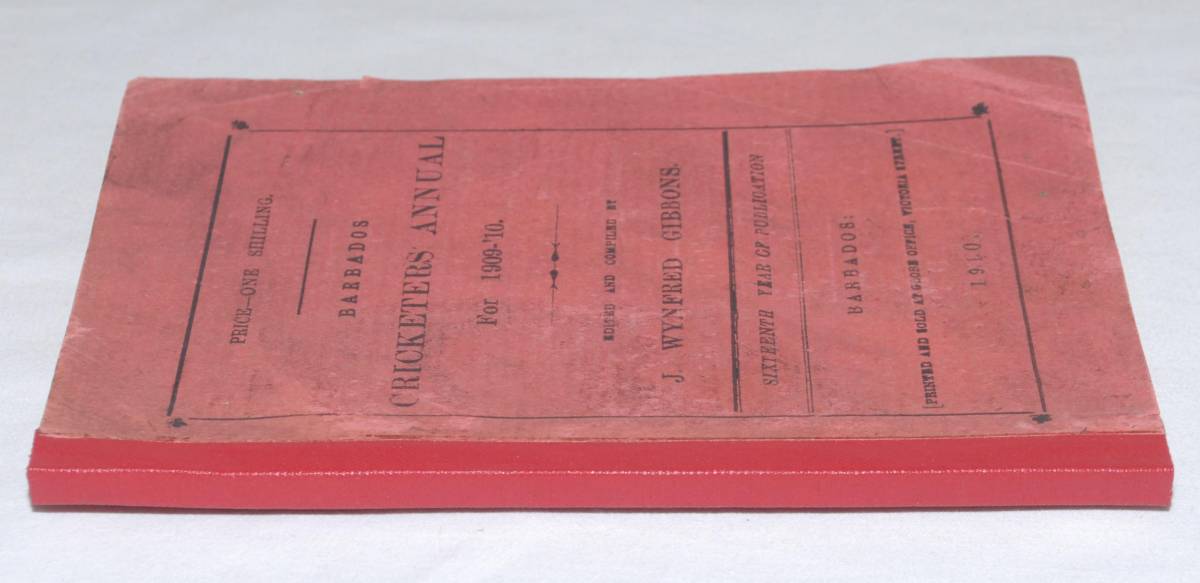 PRICE—ONE SHILLING.
BARBADOS
CRICKETERS' ANNUAL
For 1909-'10.
EDITED AND COMPILED BY
J. WYNFRED GIBBONS.
SIXTEENTH YEAR OF PUBLICATION
BARBADOS:
[PRINTED AND SOLD AT GLOBE OFFICE, VICTORIA STREET.]
1910.